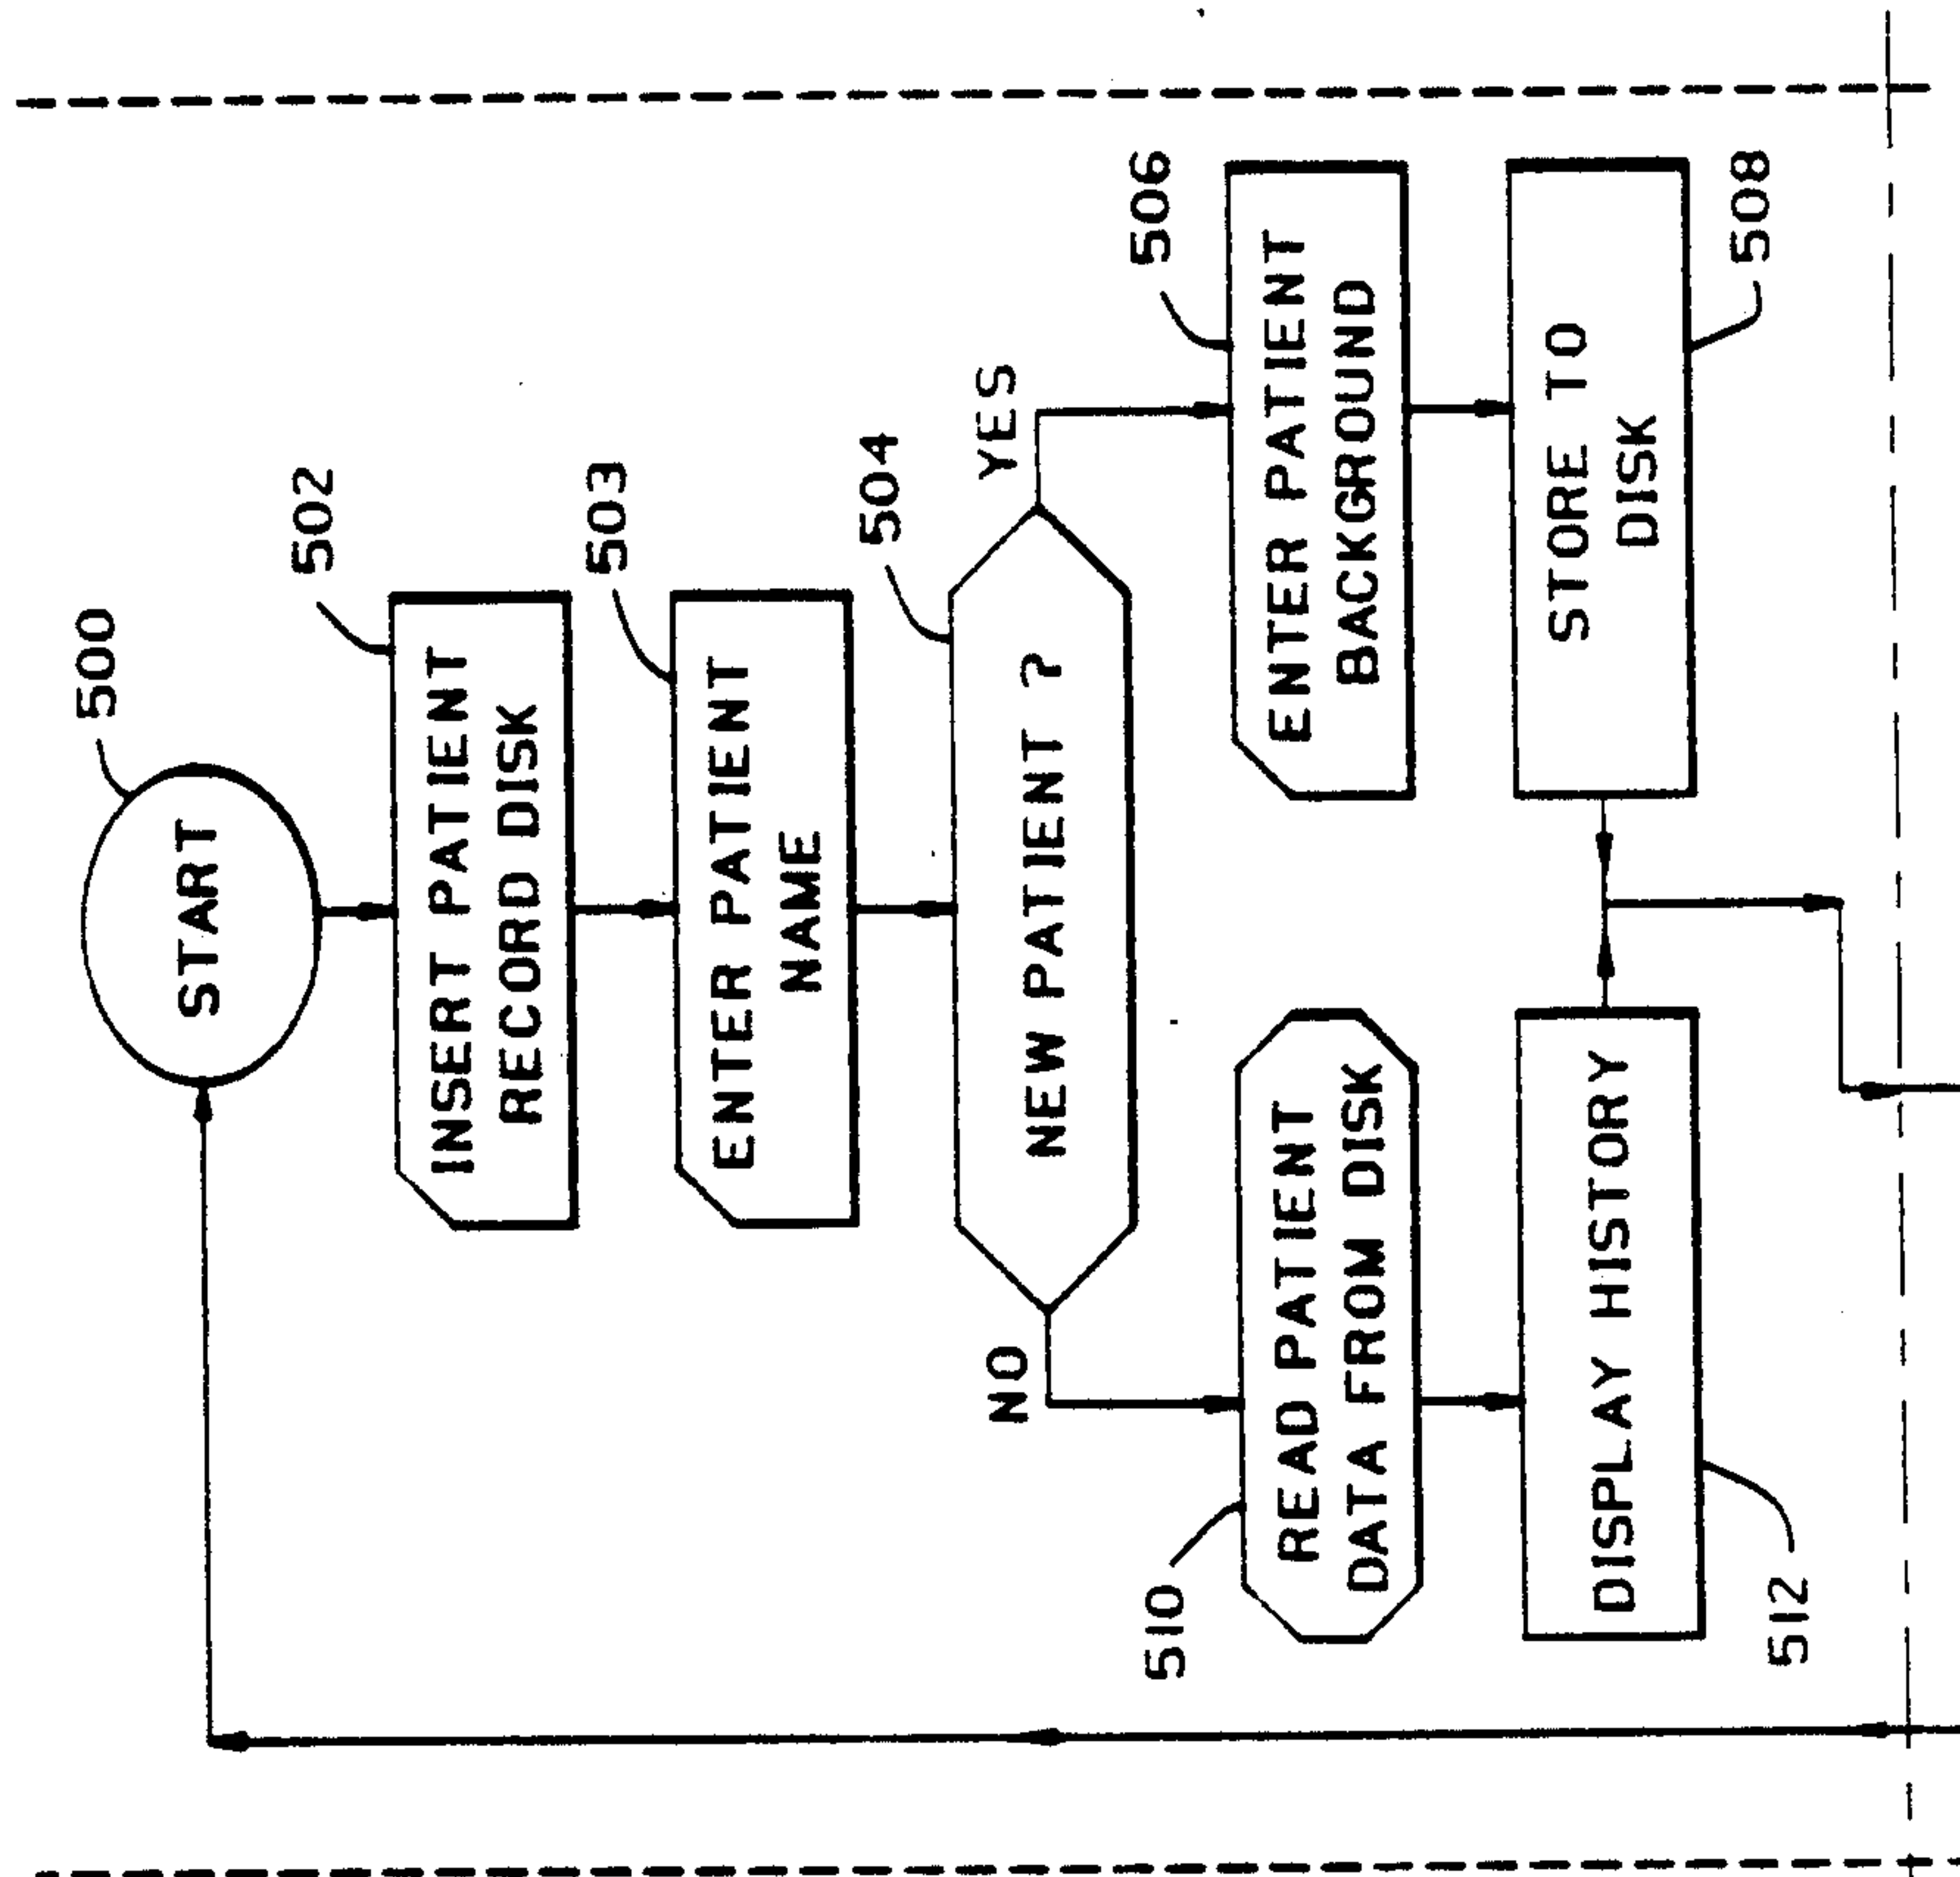 500
START
502
INSERT PATIENT
RECORD DISK
503
ENTER PATIENT
NAME
504
NEW PATIENT ?
NO
YES
510
READ PATIENT
DATA FROM DISK
506
ENTER PATIENT
BACKGROUND
DISPLAY HISTORY
512
STORE TO
DISK
508